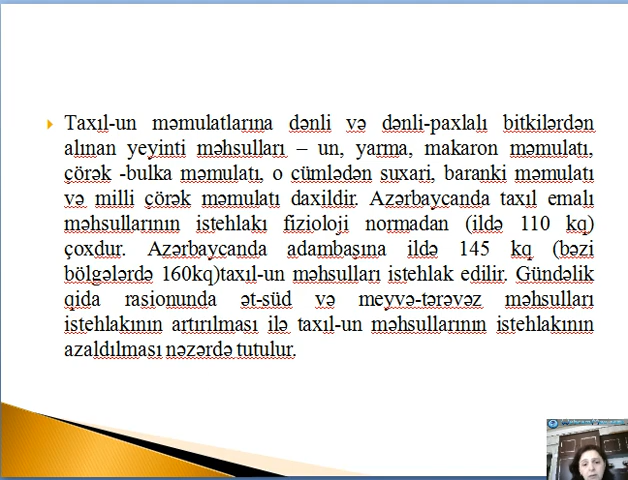 Taxıl-un məmulatlarına dənli və dənli-paxlalı bitkilərdən
alınan yeyinti məhsulları – un, yarma, makaron məmulatı,
çörək -bulka məmulatı, o cümlədən suxari, baranki məmulatı
və milli çörək məmulatı daxildir. Azərbaycanda taxıl emalı
məhsullarının istehlakı fizioloji normadan (ildə 110 kq)
çoxdur. Azərbaycanda adambaşına ildə 145 kq (bəzi
bölgələrdə 160kq)taxıl-un məhsulları istehlak edilir. Gündəlik
qida rasionunda ət-süd və meyvə-tərəvəz məhsulları
istehlakının artırılması ilə taxıl-un məhsullarının istehlakının
azaldılması nəzərdə tutulur.